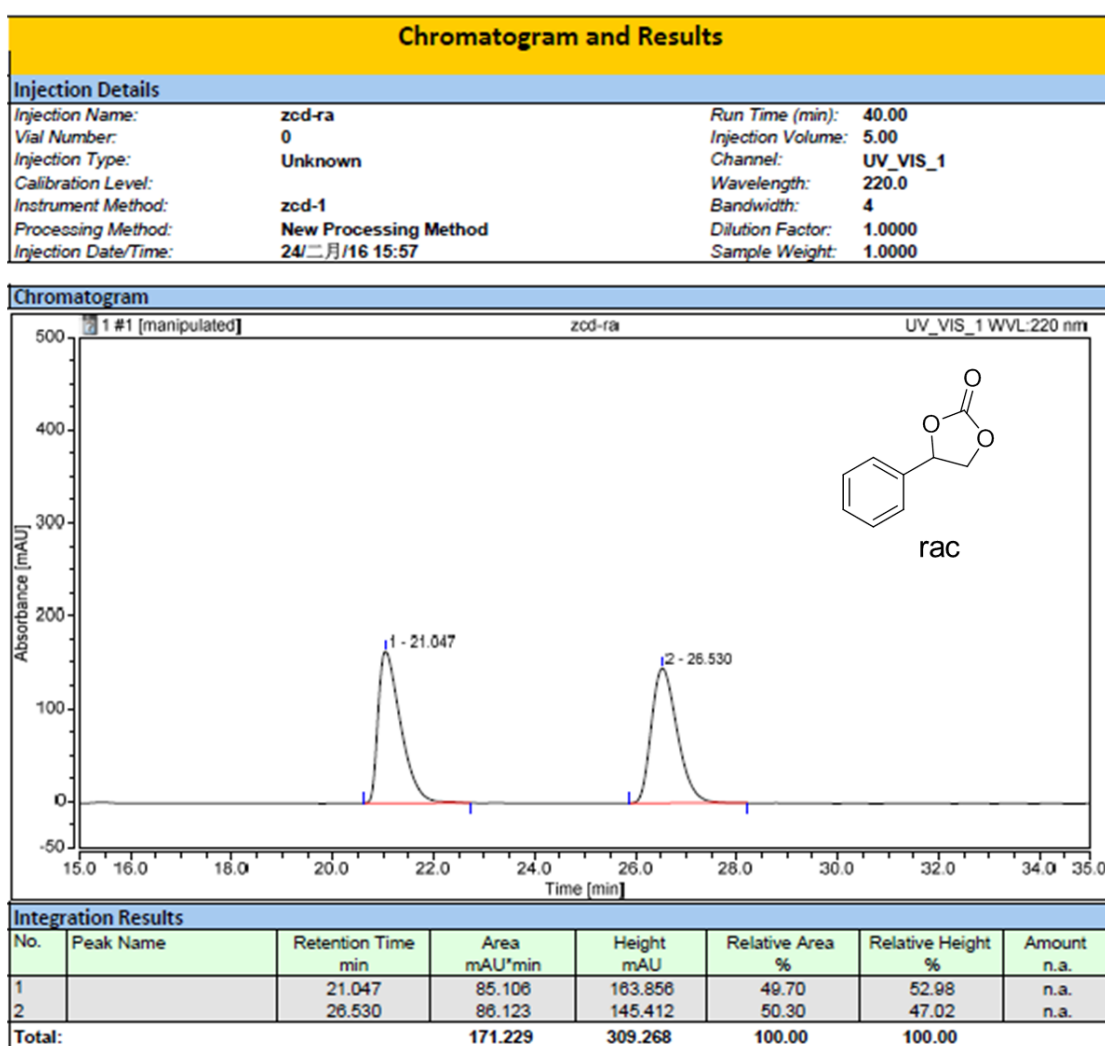 Chromatogram and Results
Injection Details
Injection Name: zcd-ra Run Time (min): 40.00
Vial Number: 0 Injection Volume: 5.00
Injection Type: Unknown Channel: UV_VIS_1
Calibration Level: Wavelength: 220.0
Instrument Method: zcd-1 Bandwidth: 4
Processing Method: New Processing Method Dilution Factor: 1.0000
Injection Date/Time: 24/二月/16 15:57 Sample Weight: 1.0000
Chromatogram
1 #1 [manipulated] zcd-ra UV_VIS_1 WVL:220 nm
500
400
300
200
100
0
-50
Absorbance [mAU]
O
O
O
rac
1 - 21.047
2 - 26.530
15.0 16.0 18.0 20.0 22.0 24.0 26.0 28.0 30.0 32.0 34.0 35.0
Time [min]
Integration Results
No. Peak Name Retention Time Area Height Relative Area Relative Height Amount
min mAU*min mAU % % n.a.
1 21.047 85.106 163.856 49.70 52.98 n.a.
2 26.530 86.123 145.412 50.30 47.02 n.a.
Total: 171.229 309.268 100.00 100.00